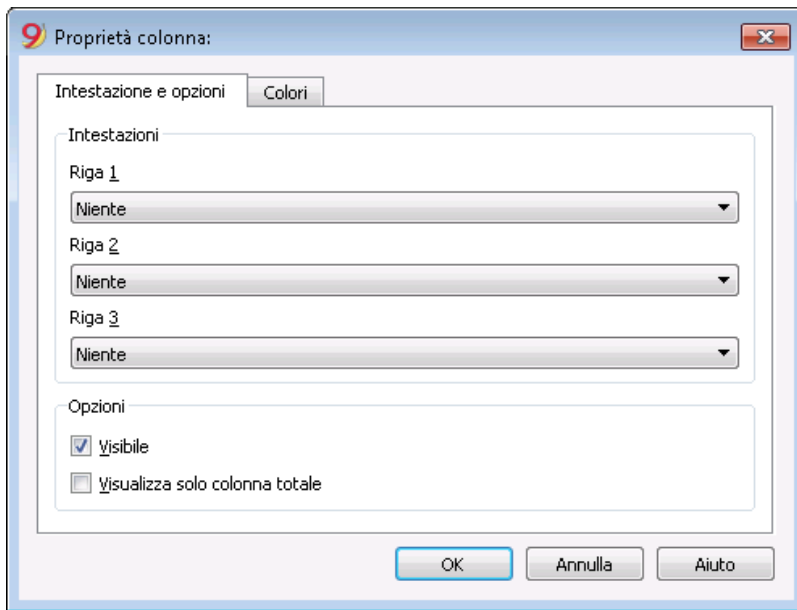 9 Proprietà colonna:
Intestazione e opzioni Colori
Intestazioni
Riga 1
Niente
Riga 2
Niente
Riga 3
Niente
Opzioni
Visibile
Visualizza solo colonna totale
OK Annulla Aiuto